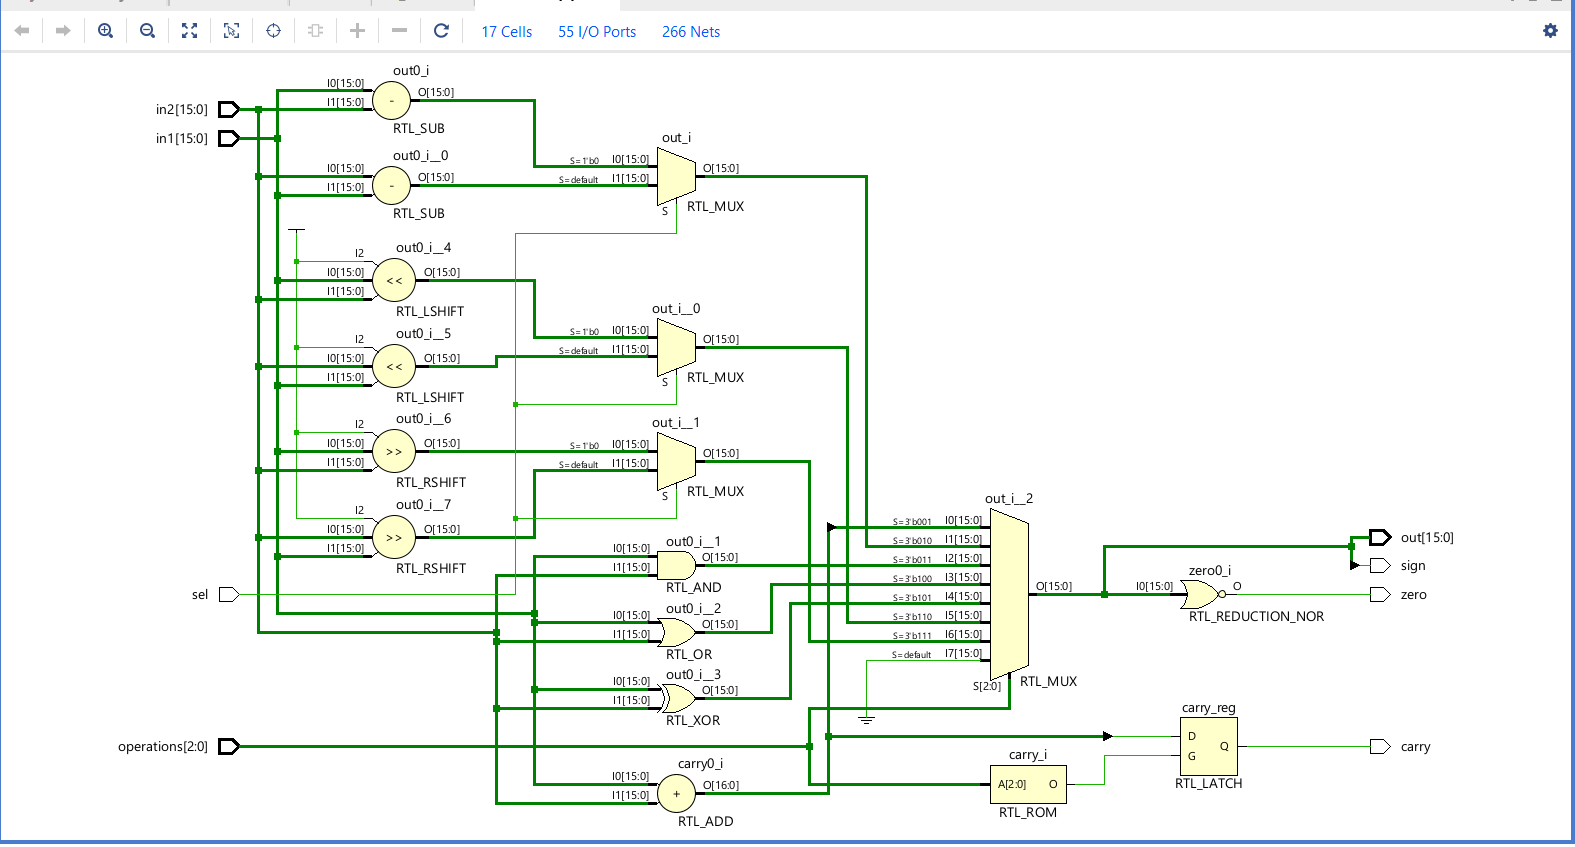 17 Cells 55 I/O Ports 266 Nets
in2[15:0]
in1[15:0]
out0_i
I0[15:0]
I1[15:0]
-
O[15:0]
RTL_SUB
out0_i__0
I0[15:0]
I1[15:0]
-
O[15:0]
RTL_SUB
out_i
S=1'b0 I0[15:0]
S=default I1[15:0]
O[15:0]
S
RTL_MUX
out0_i__4
I2
I0[15:0]
I1[15:0]
<<
O[15:0]
RTL_LSHIFT
out0_i__5
I2
I0[15:0]
I1[15:0]
<<
O[15:0]
RTL_LSHIFT
out_i__0
S=1'b0 I0[15:0]
S=default I1[15:0]
O[15:0]
S
RTL_MUX
out0_i__6
I2
I0[15:0]
I1[15:0]
>>
O[15:0]
RTL_RSHIFT
out0_i__7
I2
I0[15:0]
I1[15:0]
>>
O[15:0]
RTL_RSHIFT
out_i__1
S=1'b0 I0[15:0]
S=default I1[15:0]
O[15:0]
S
RTL_MUX
sel
out0_i__1
I0[15:0]
I1[15:0]
O[15:0]
RTL_AND
out0_i__2
I0[15:0]
I1[15:0]
O[15:0]
RTL_OR
out0_i__3
I0[15:0]
I1[15:0]
O[15:0]
RTL_XOR
operations[2:0]
carry0_i
I0[15:0]
I1[15:0]
+
O[16:0]
RTL_ADD
out_i__2
S=3'b001 I0[15:0]
S=3'b010 I1[15:0]
S=3'b011 I2[15:0]
S=3'b100 I3[15:0]
S=3'b101 I4[15:0]
S=3'b110 I5[15:0]
S=3'b111 I6[15:0]
S=default I7[15:0]
O[15:0]
S[2:0]
RTL_MUX
zero0_i
I0[15:0]
O
RTL_REDUCTION_NOR
out[15:0]
sign
zero
carry_i
A[2:0] O
RTL_ROM
carry_reg
D
G
Q
RTL_LATCH
carry